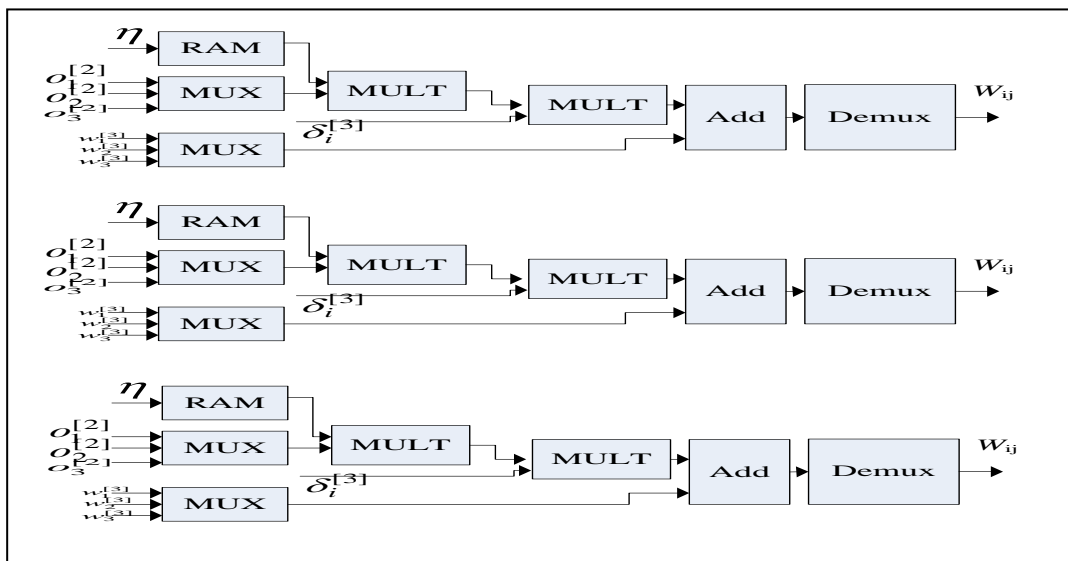 η
RAM
o₁^[2]
o₂^[2]
o₃^[2]
MUX
MULT
MULT
δᵢ^[3]
w₁^[3]
w₂^[3]
w₃^[3]
MUX
Add
Demux
W_ij
η
RAM
o₁^[2]
o₂^[2]
o₃^[2]
MUX
MULT
MULT
δᵢ^[3]
w₁^[3]
w₂^[3]
w₃^[3]
MUX
Add
Demux
W_ij
η
RAM
o₁^[2]
o₂^[2]
o₃^[2]
MUX
MULT
MULT
δᵢ^[3]
w₁^[3]
w₂^[3]
w₃^[3]
MUX
Add
Demux
W_ij